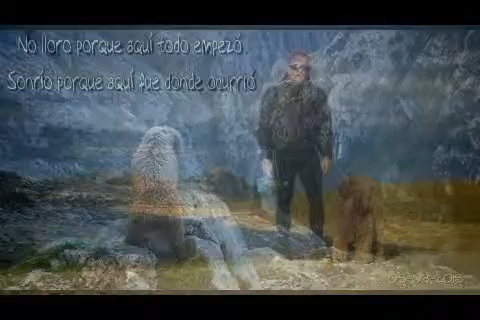 No lloro porque aquí todo empezó
Sonrío porque aquí fue donde ocurrió